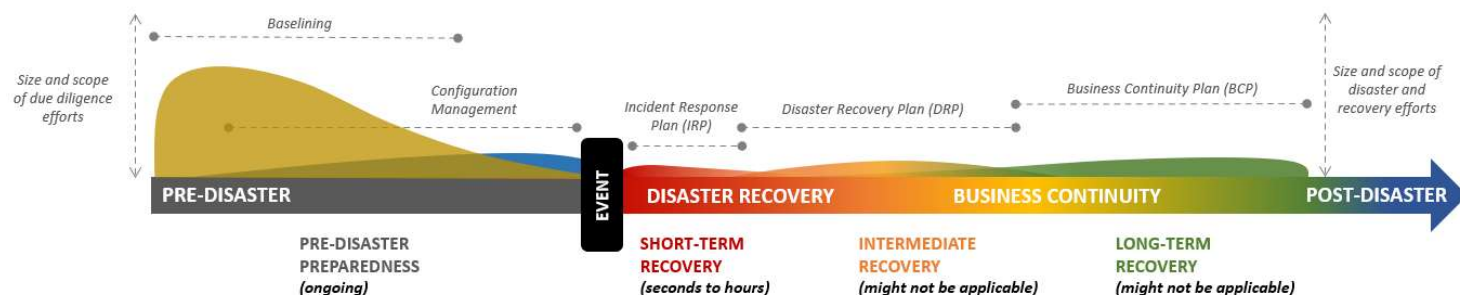 Baselining
Size and scope
of due diligence
efforts
Configuration
Management
Incident Response
Plan (IRP)
Disaster Recovery Plan (DRP)
Business Continuity Plan (BCP)
Size and scope of
disaster and
recovery efforts
PRE-DISASTER
EVENT
DISASTER RECOVERY
BUSINESS CONTINUITY
POST-DISASTER
PRE-DISASTER
PREPAREDNESS
(ongoing)
SHORT-TERM
RECOVERY
(seconds to hours)
INTERMEDIATE
RECOVERY
(might not be applicable)
LONG-TERM
RECOVERY
(might not be applicable)